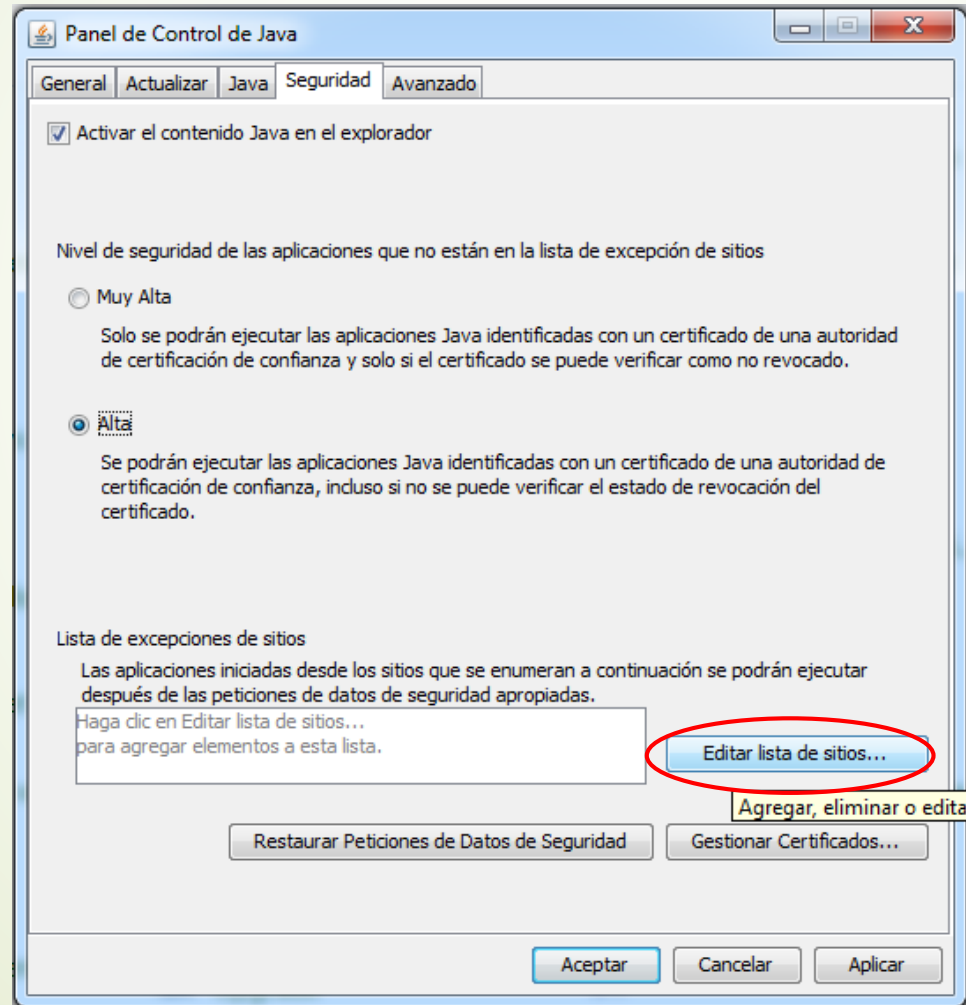 Panel de Control de Java
General Actualizar Java Seguridad Avanzado
Activar el contenido Java en el explorador
Nivel de seguridad de las aplicaciones que no están en la lista de excepción de sitios
Muy Alta
Solo se podrán ejecutar las aplicaciones Java identificadas con un certificado de una autoridad
de certificación de confianza y solo si el certificado se puede verificar como no revocado.
Alta
Se podrán ejecutar las aplicaciones Java identificadas con un certificado de una autoridad de
certificación de confianza, incluso si no se puede verificar el estado de revocación del
certificado.
Lista de excepciones de sitios
Las aplicaciones iniciadas desde los sitios que se enumeran a continuación se podrán ejecutar
después de las peticiones de datos de seguridad apropiadas.
Haga clic en Editar lista de sitios...
para agregar elementos a esta lista.
Editar lista de sitios...
Agregar, eliminar o edita
Restaurar Peticiones de Datos de Seguridad Gestionar Certificados...
Aceptar Cancelar Aplicar